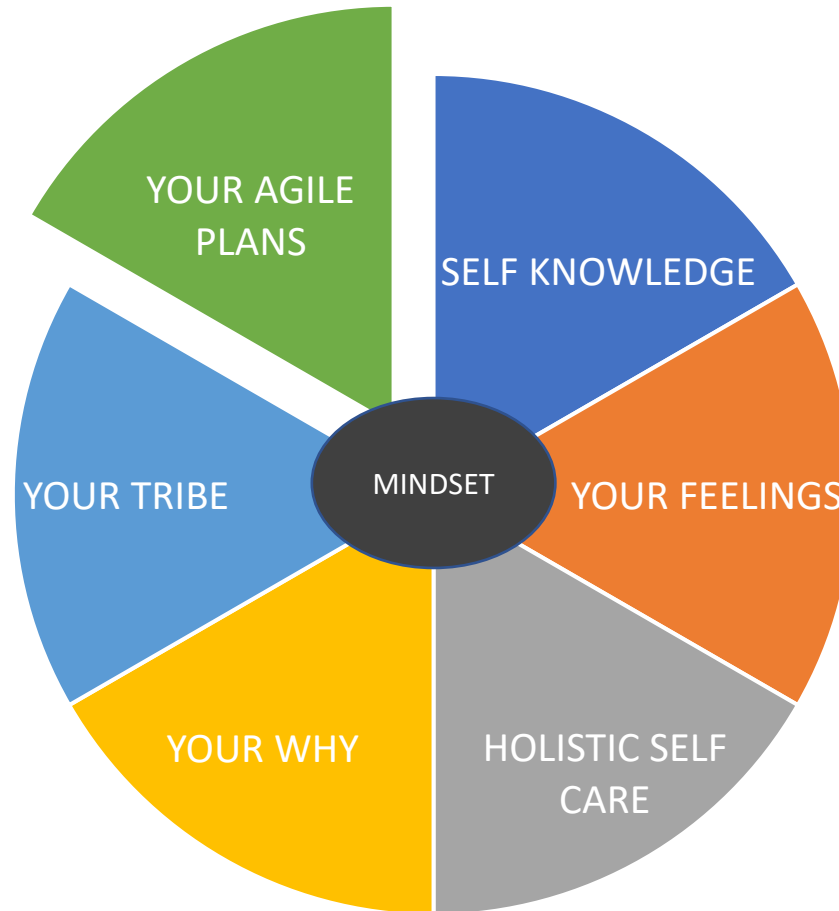 YOUR AGILE
PLANS
SELF KNOWLEDGE
MINDSET
YOUR TRIBE
YOUR FEELINGS
YOUR WHY
HOLISTIC SELF
CARE